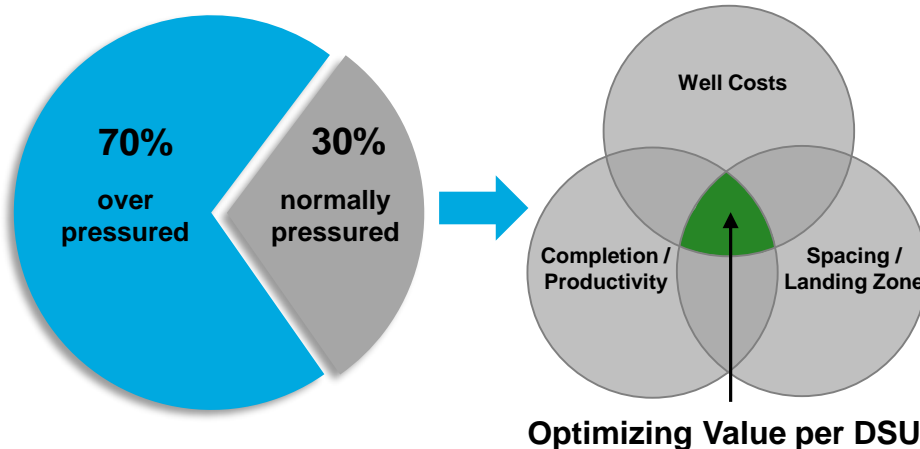 70%
over
pressured
30%
normally
pressured
Well Costs
Completion /
Productivity
Spacing /
Landing Zone
Optimizing Value per DSU